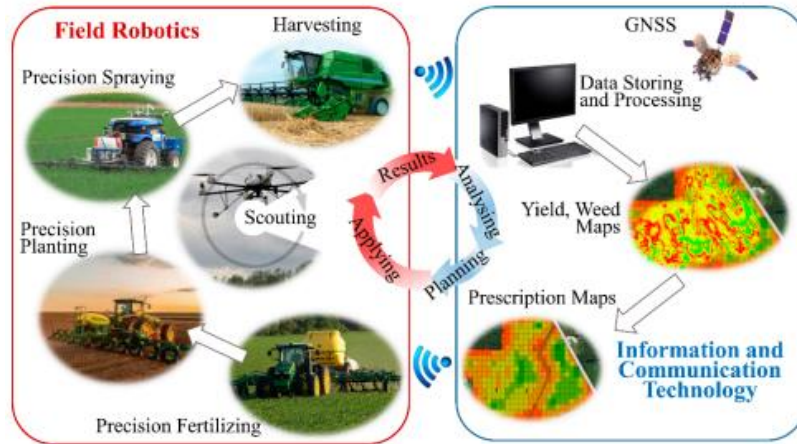 Field Robotics
Harvesting
Precision Spraying
Scouting
Precision
Planting
Precision Fertilizing
Results
Analysing
Planning
Applying
GNSS
Data Storing
and Processing
Yield, Weed
Maps
Prescription Maps
Information and
Communication
Technology